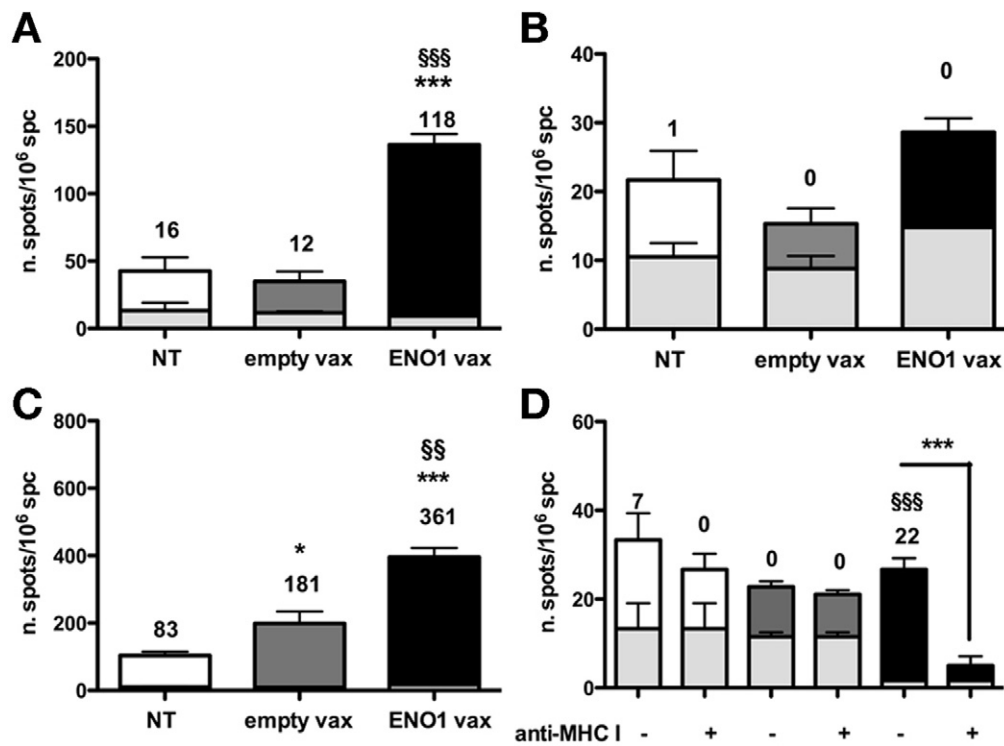 A
n. spots/10⁶ spc
200
150
100
50
0
16
12
§§§
***
118
NT
empty vax
ENO1 vax
B
n. spots/10⁶ spc
40
30
20
10
0
1
0
0
NT
empty vax
ENO1 vax
C
n. spots/10⁶ spc
800
600
400
200
0
83
*
181
§§
***
361
NT
empty vax
ENO1 vax
D
n. spots/10⁶ spc
60
40
20
0
7
0
0
0
§§§
22
***
anti-MHC I - + - + - +